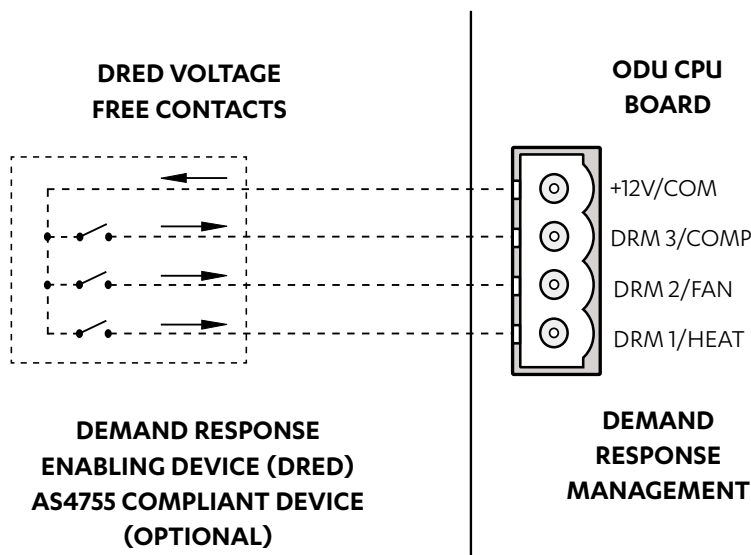 DRED VOLTAGE
FREE CONTACTS
ODU CPU
BOARD
+12V/COM
DRM 3/COMP
DRM 2/FAN
DRM 1/HEAT
DEMAND RESPONSE
ENABLING DEVICE (DRED)
AS4755 COMPLIANT DEVICE
(OPTIONAL)
DEMAND
RESPONSE
MANAGEMENT